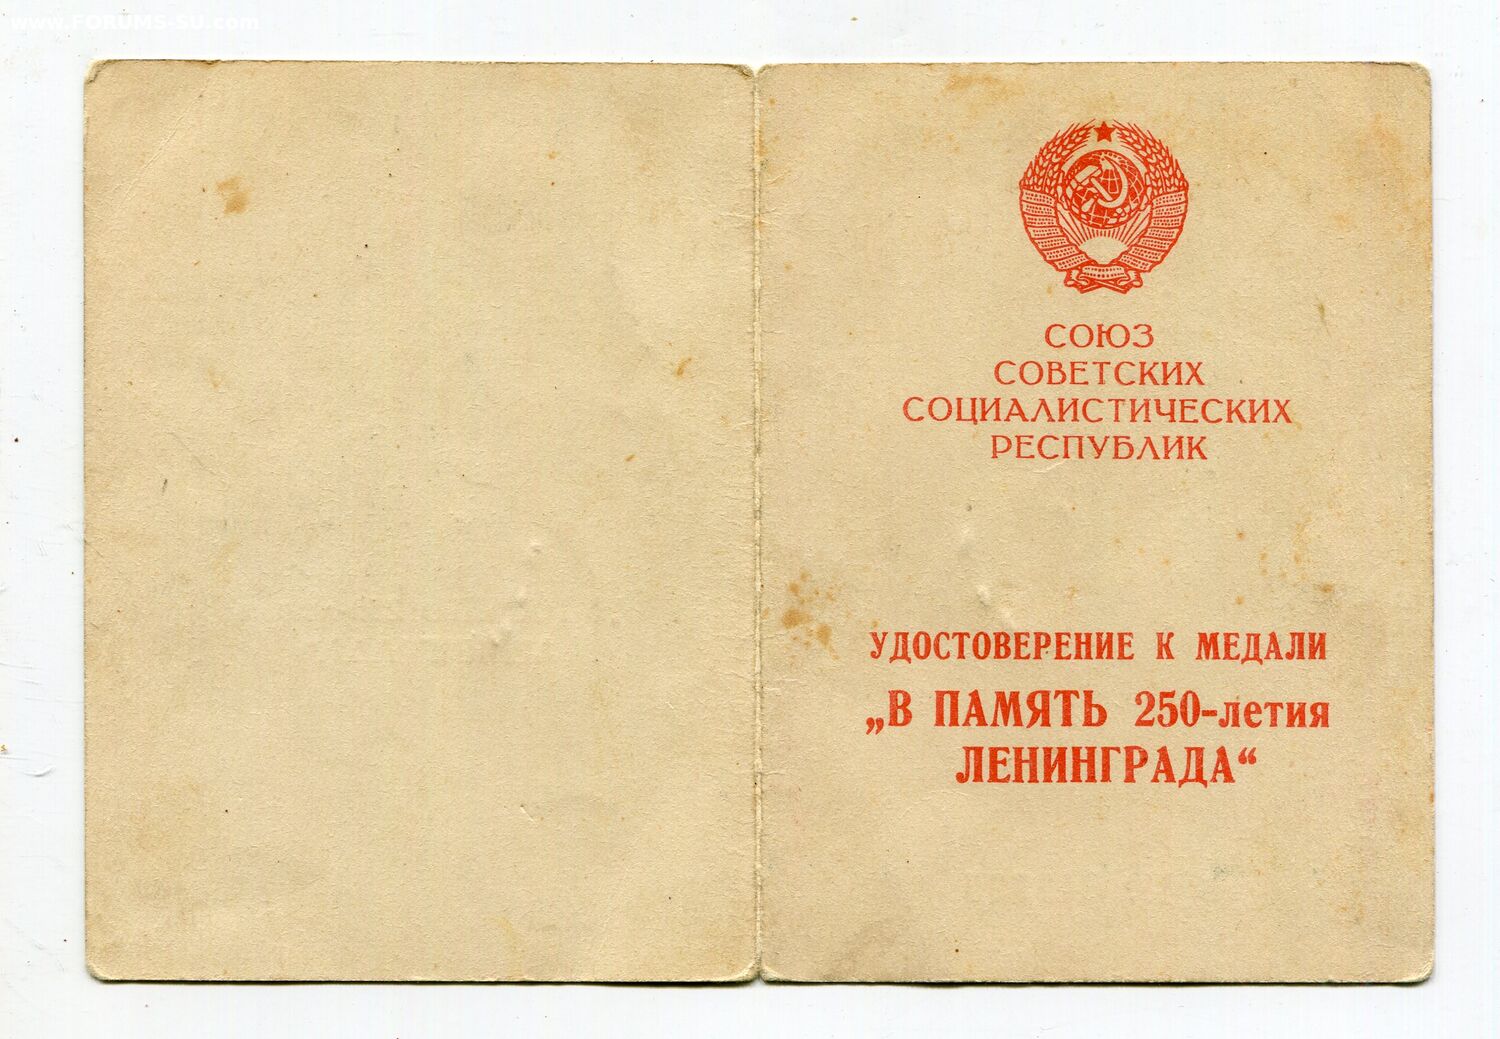 www.FORUMS-SU.com
СОЮЗ
СОВЕТСКИХ
СОЦИАЛИСТИЧЕСКИХ
РЕСПУБЛИК
УДОСТОВЕРЕНИЕ К МЕДАЛИ
„В ПАМЯТЬ 250-летия
ЛЕНИНГРАДА“